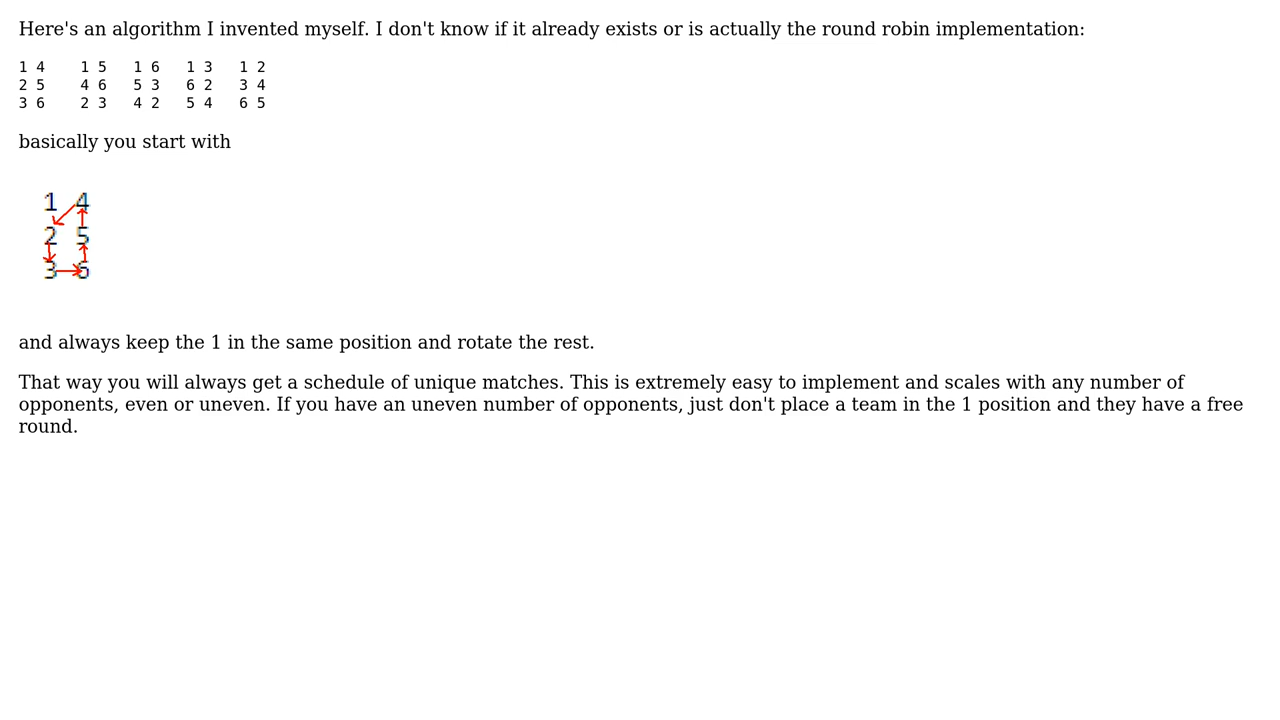 Here's an algorithm I invented myself. I don't know if it already exists or is actually the round robin implementation:
1 4    1 5   1 6   1 3   1 2
2 5    4 6   5 3   6 2   3 4
3 6    2 3   4 2   5 4   6 5
basically you start with
1 4
2 5
3 6
and always keep the 1 in the same position and rotate the rest.
That way you will always get a schedule of unique matches. This is extremely easy to implement and scales with any number of
opponents, even or uneven. If you have an uneven number of opponents, just don't place a team in the 1 position and they have a free
round.